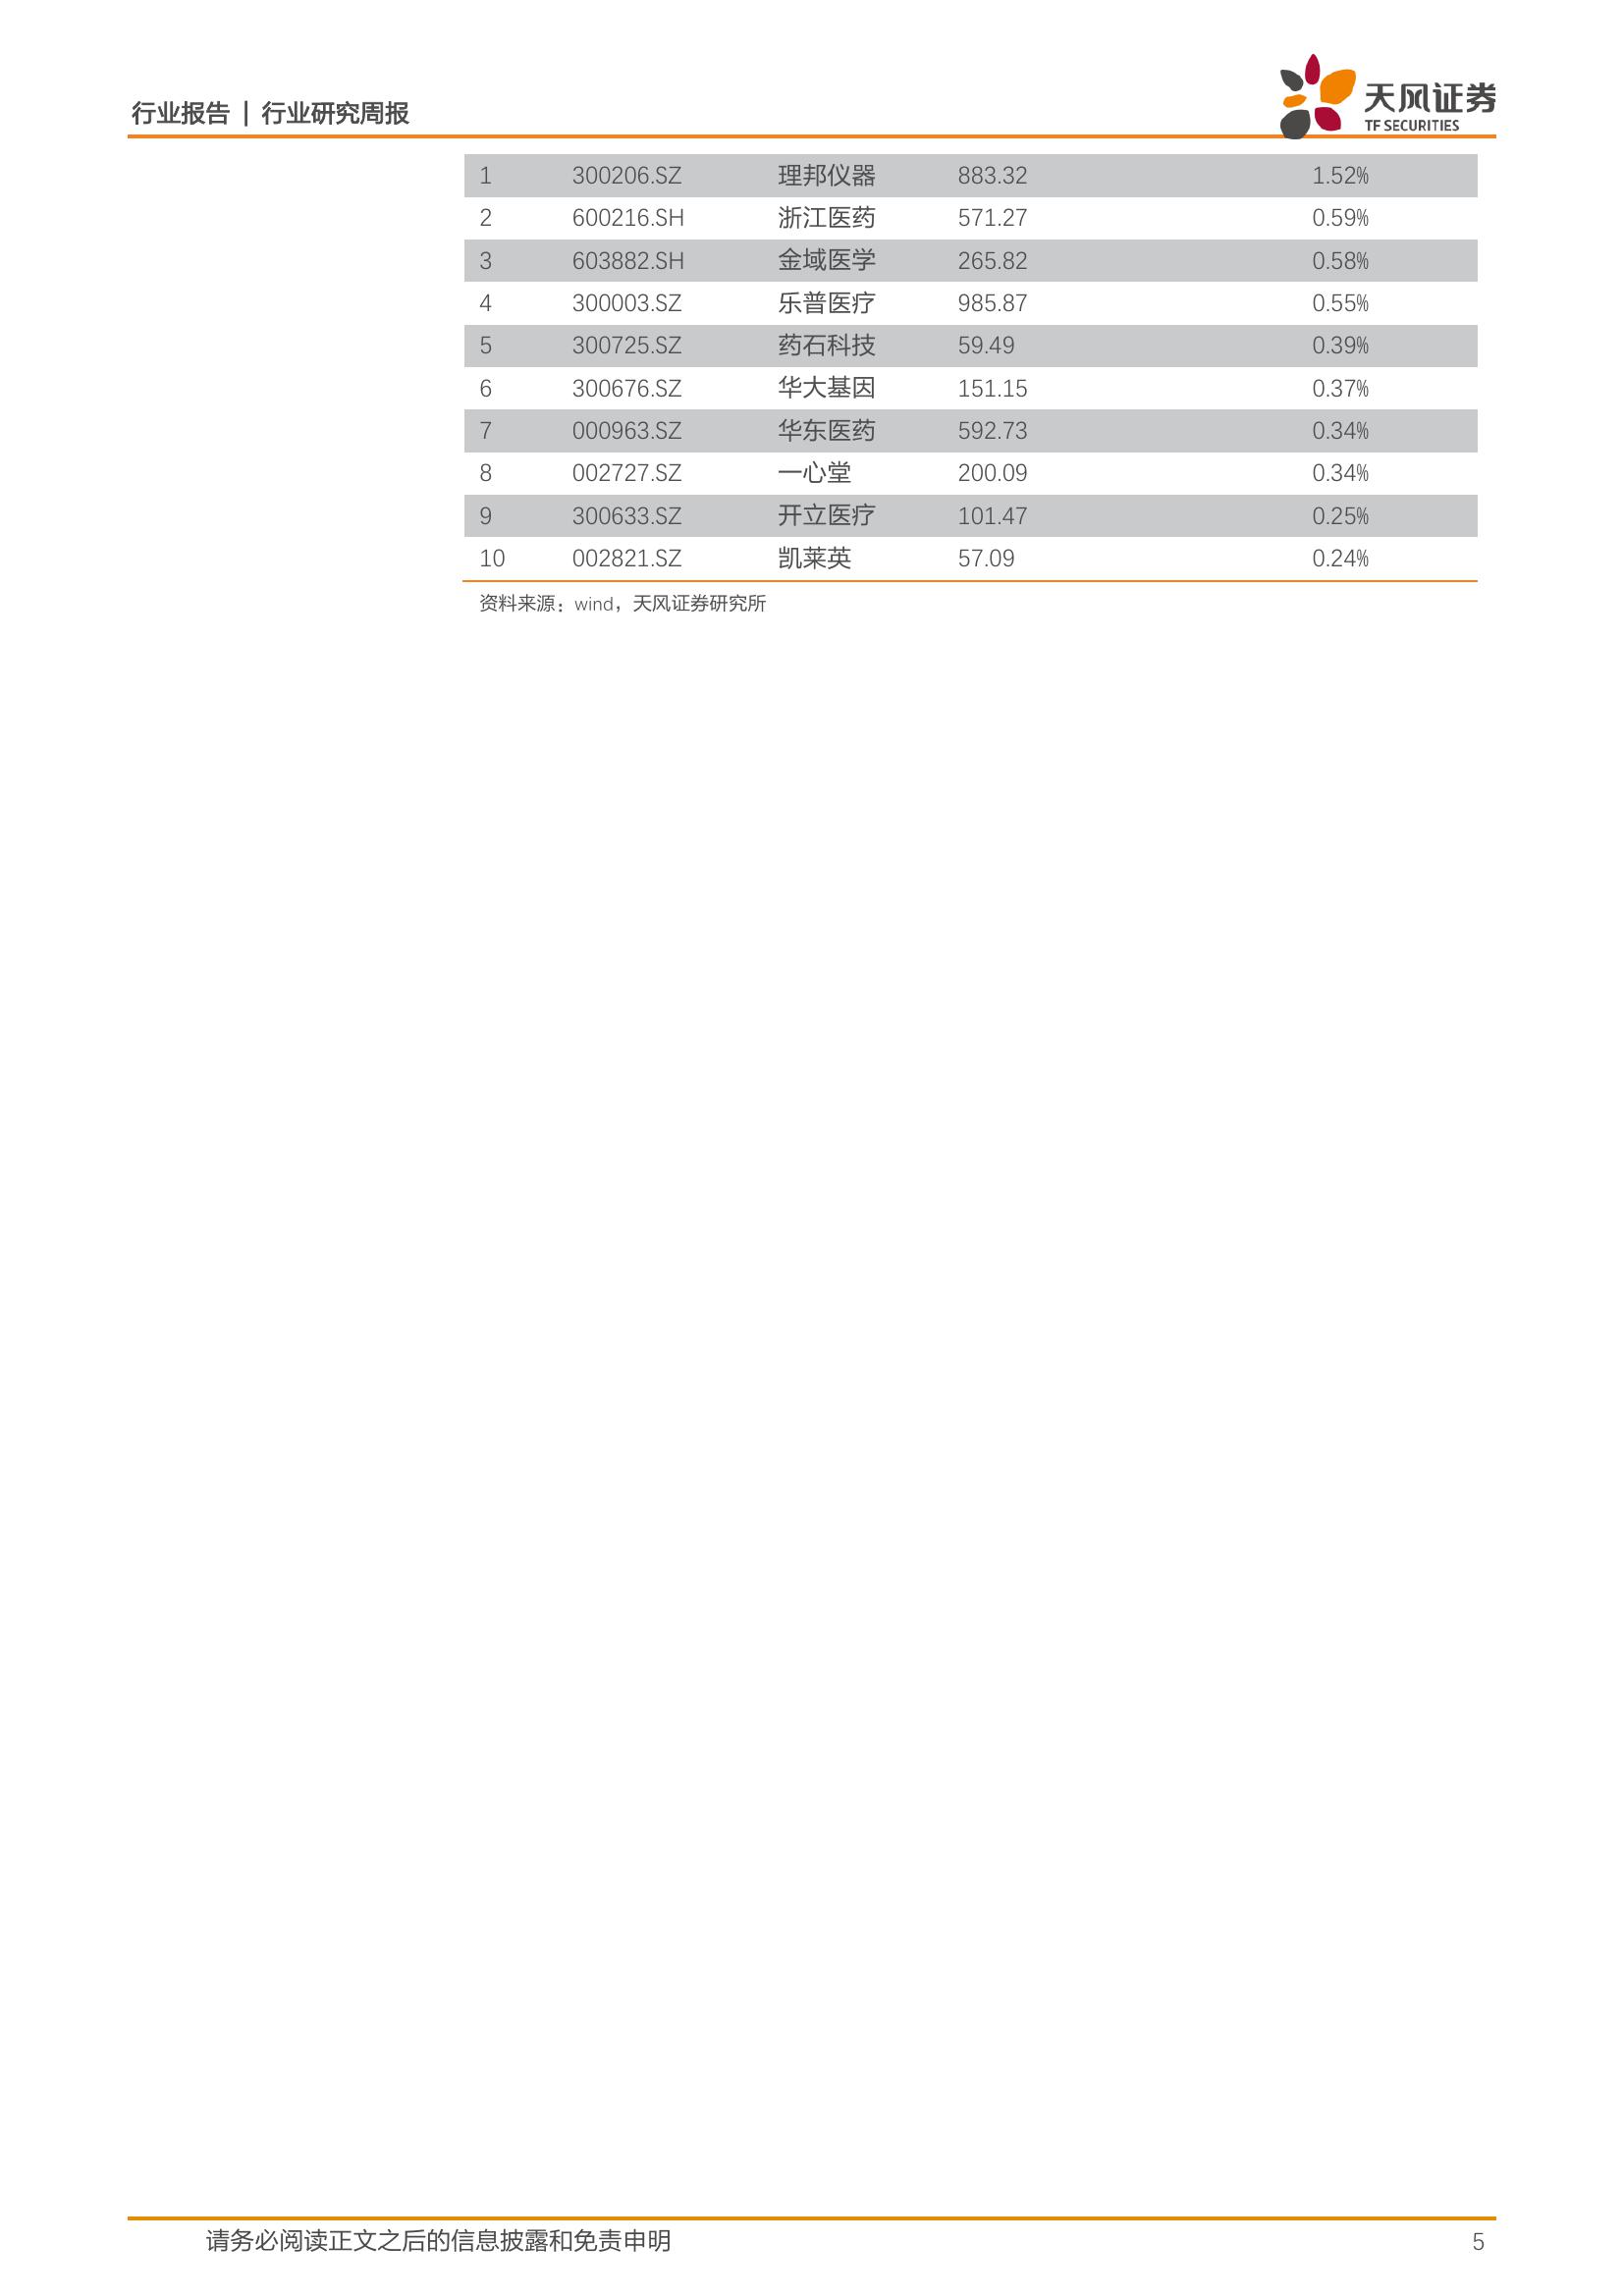 行业报告 | 行业研究周报
天风证券
TF SECURITIES
1 300206.SZ 理邦仪器 883.32 1.52%
2 600216.SH 浙江医药 571.27 0.59%
3 603882.SH 金域医学 265.82 0.58%
4 300003.SZ 乐普医疗 985.87 0.55%
5 300725.SZ 药石科技 59.49 0.39%
6 300676.SZ 华大基因 151.15 0.37%
7 000963.SZ 华东医药 592.73 0.34%
8 002727.SZ 一心堂 200.09 0.34%
9 300633.SZ 开立医疗 101.47 0.25%
10 002821.SZ 凯莱英 57.09 0.24%
资料来源：wind，天风证券研究所
请务必阅读正文之后的信息披露和免责申明 5